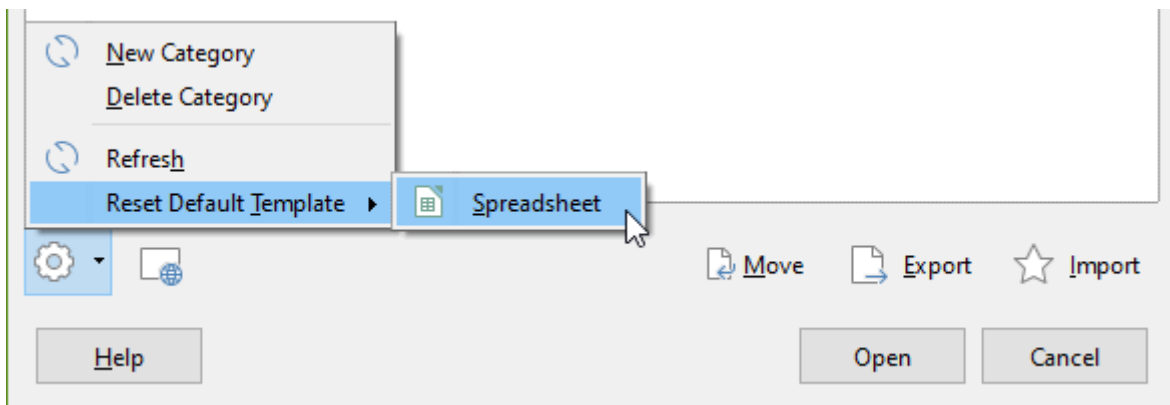 New Category
Delete Category
Refresh
Reset Default Template
Spreadsheet
Move
Export
Import
Help
Open
Cancel